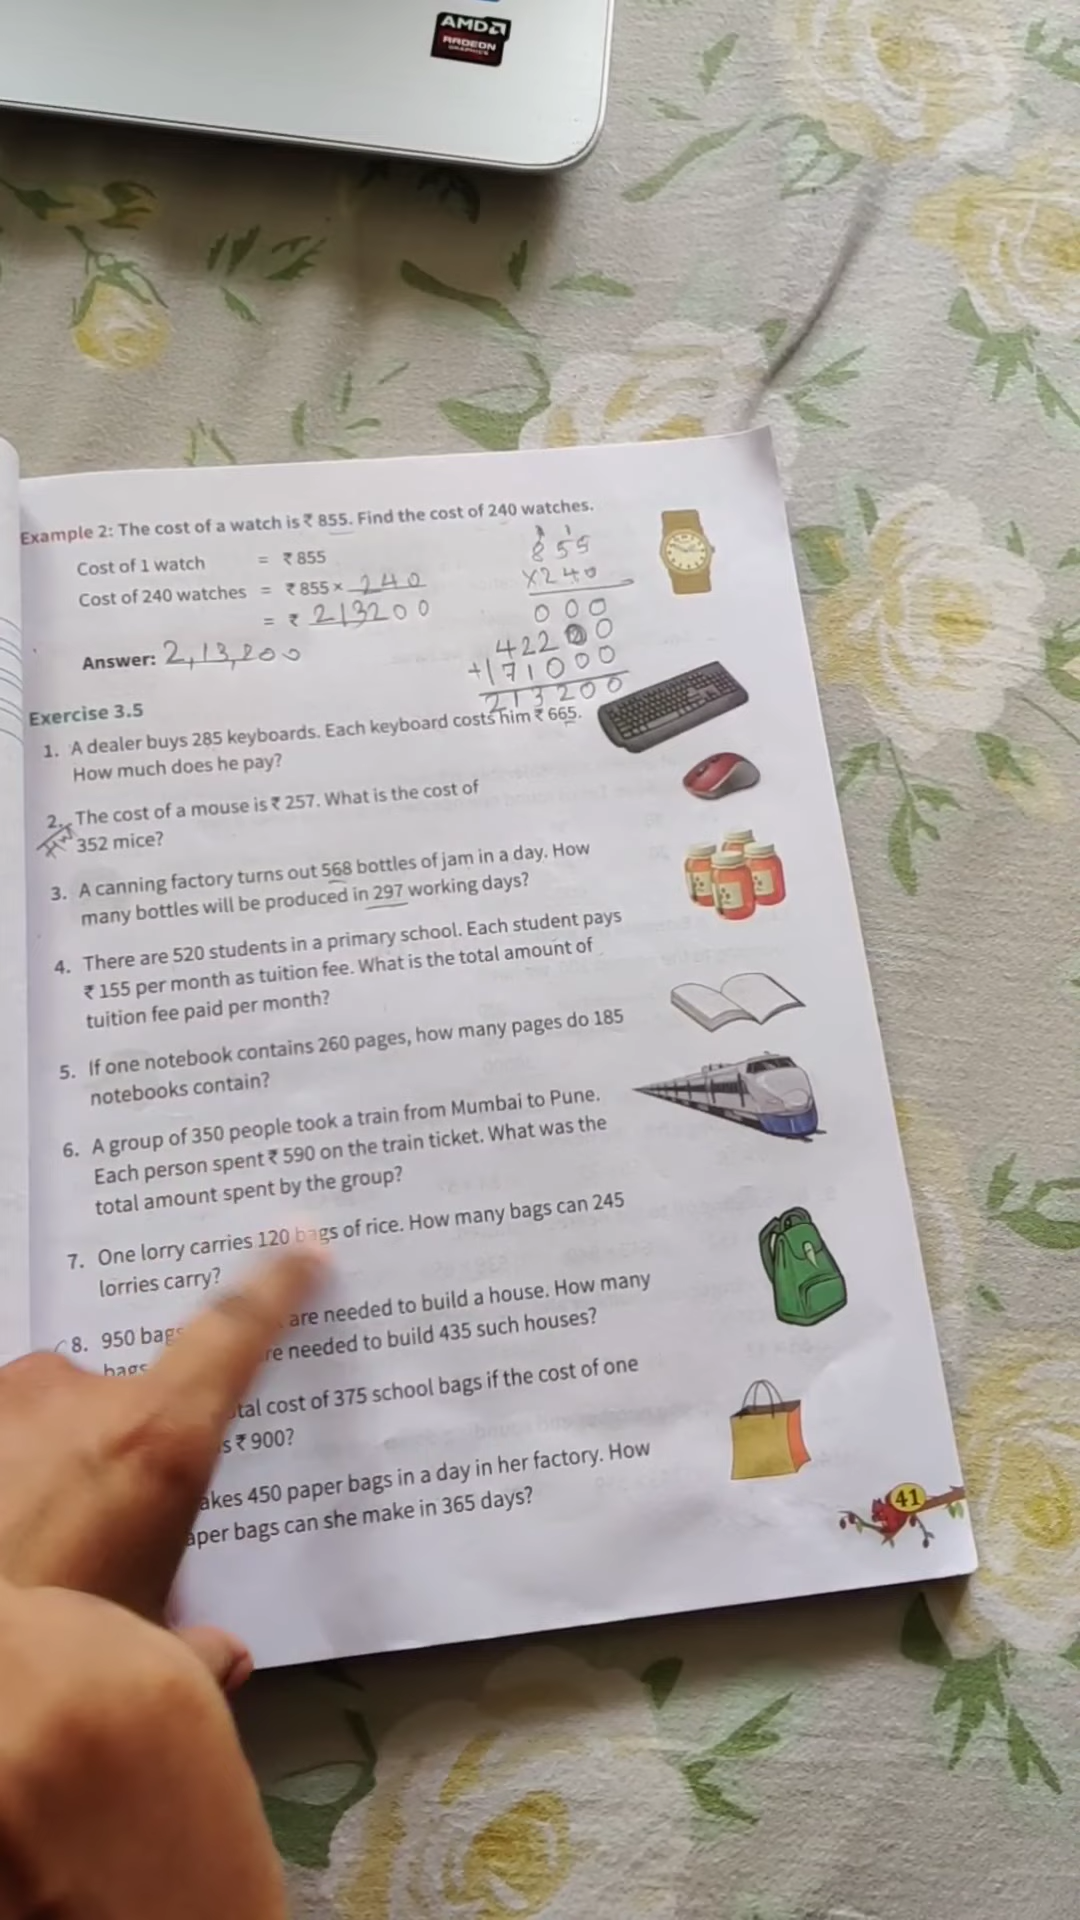 AMD
RADEON
GRAPHICS
Example 2: The cost of a watch is ₹ 855. Find the cost of 240 watches.
Cost of 1 watch = ₹ 855
Cost of 240 watches = ₹ 855 × 240
= ₹ 213200
Answer: 2,13,200
855
×240
000
42200
+171000
213200
Exercise 3.5
1. A dealer buys 285 keyboards. Each keyboard costs him ₹ 665.
How much does he pay?
2. The cost of a mouse is ₹ 257. What is the cost of
352 mice?
3. A canning factory turns out 568 bottles of jam in a day. How
many bottles will be produced in 297 working days?
4. There are 520 students in a primary school. Each student pays
₹ 155 per month as tuition fee. What is the total amount of
tuition fee paid per month?
5. If one notebook contains 260 pages, how many pages do 185
notebooks contain?
6. A group of 350 people took a train from Mumbai to Pune.
Each person spent ₹ 590 on the train ticket. What was the
total amount spent by the group?
7. One lorry carries 120 bags of rice. How many bags can 245
lorries carry?
8. 950 bags are needed to build a house. How many
bags needed to build 435 such houses?
cost of 375 school bags if the cost of one
₹ 900?
450 paper bags in a day in her factory. How
bags can she make in 365 days?
41